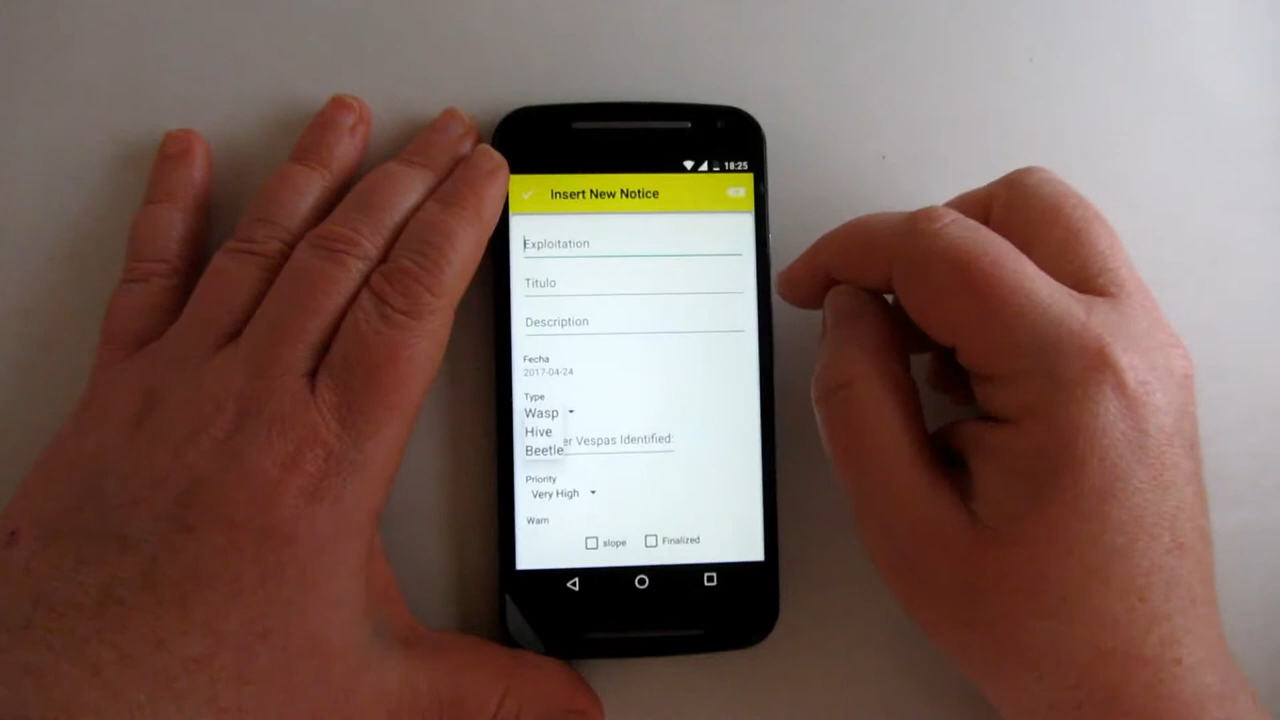 18:25
Insert New Notice
Exploitation
Titulo
Description
Fecha
2017-04-24
Type
Wasp
Hive
er Vespas Identified:
Beetle
Priority
Very High
Warn
slope Finalized